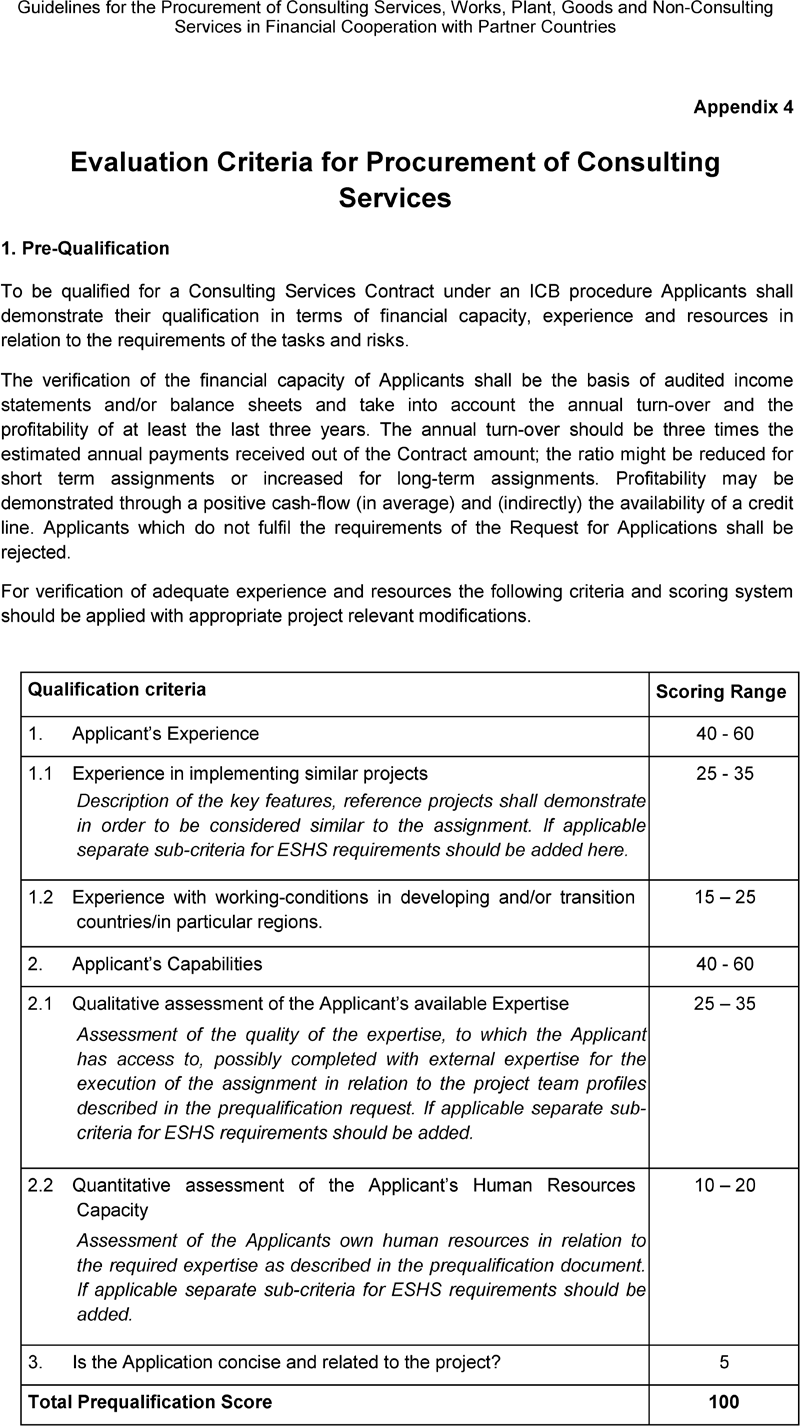 Guidelines for the Procurement of Consulting Services, Works, Plant, Goods and Non-Consulting
Services in Financial Cooperation with Partner Countries
Appendix 4
Evaluation Criteria for Procurement of Consulting
Services
1. Pre-Qualification
To be qualified for a Consulting Services Contract under an ICB procedure Applicants shall
demonstrate their qualification in terms of financial capacity, experience and resources in
relation to the requirements of the tasks and risks.
The verification of the financial capacity of Applicants shall be the basis of audited income
statements and/or balance sheets and take into account the annual turn-over and the
profitability of at least the last three years. The annual turn-over should be three times the
estimated annual payments received out of the Contract amount; the ratio might be reduced for
short term assignments or increased for long-term assignments. Profitability may be
demonstrated through a positive cash-flow (in average) and (indirectly) the availability of a credit
line. Applicants which do not fulfil the requirements of the Request for Applications shall be
rejected.
For verification of adequate experience and resources the following criteria and scoring system
should be applied with appropriate project relevant modifications.
Qualification criteria Scoring Range
1. Applicant's Experience 40 - 60
1.1 Experience in implementing similar projects 25 - 35
Description of the key features, reference projects shall demonstrate
in order to be considered similar to the assignment. If applicable
separate sub-criteria for ESHS requirements should be added here.
1.2 Experience with working-conditions in developing and/or transition 15 – 25
countries/in particular regions.
2. Applicant's Capabilities 40 - 60
2.1 Qualitative assessment of the Applicant's available Expertise 25 – 35
Assessment of the quality of the expertise, to which the Applicant
has access to, possibly completed with external expertise for the
execution of the assignment in relation to the project team profiles
described in the prequalification request. If applicable separate sub-
criteria for ESHS requirements should be added.
2.2 Quantitative assessment of the Applicant's Human Resources 10 – 20
Capacity
Assessment of the Applicants own human resources in relation to
the required expertise as described in the prequalification document.
If applicable separate sub-criteria for ESHS requirements should be
added.
3. Is the Application concise and related to the project? 5
Total Prequalification Score 100